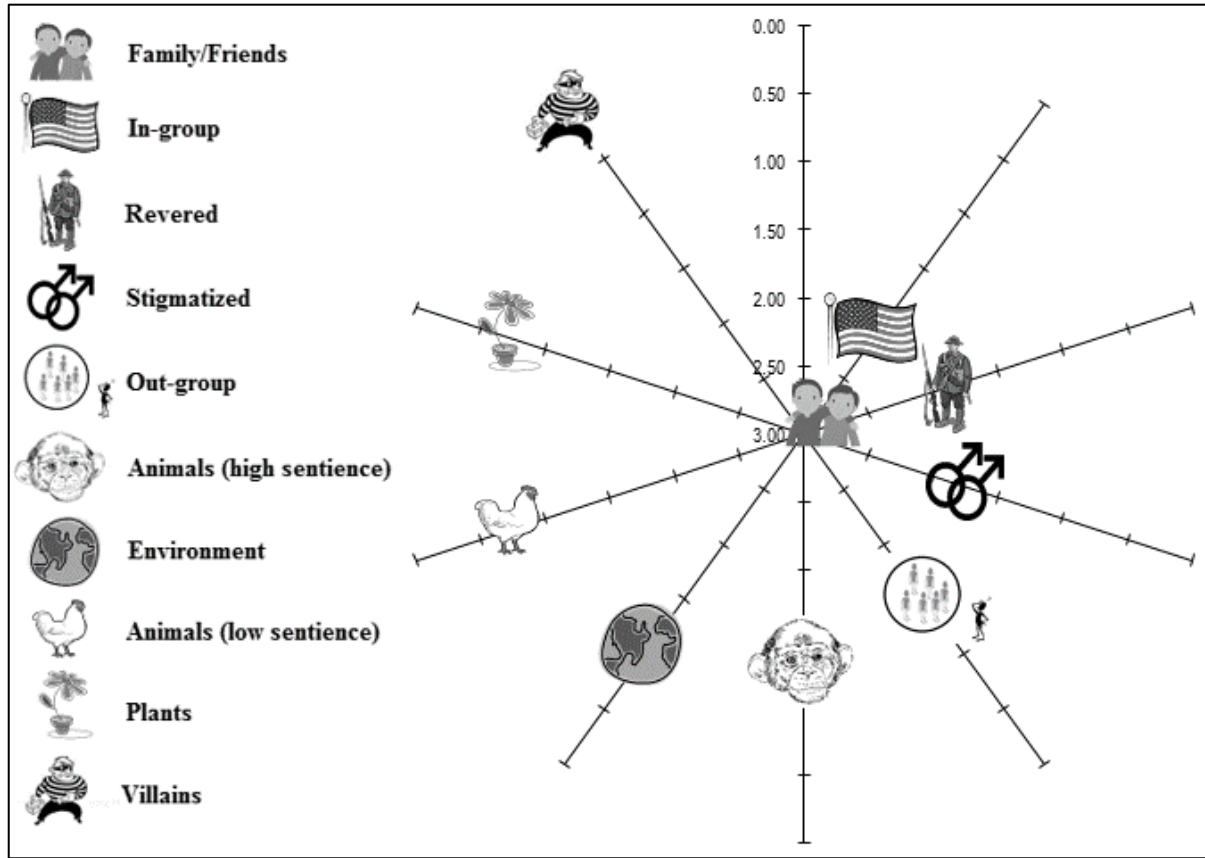 Family/Friends
In-group
Revered
Stigmatized
Out-group
Animals (high sentience)
Environment
Animals (low sentience)
Plants
Villains
0.00
0.50
1.00
1.50
2.00
2.50
3.00